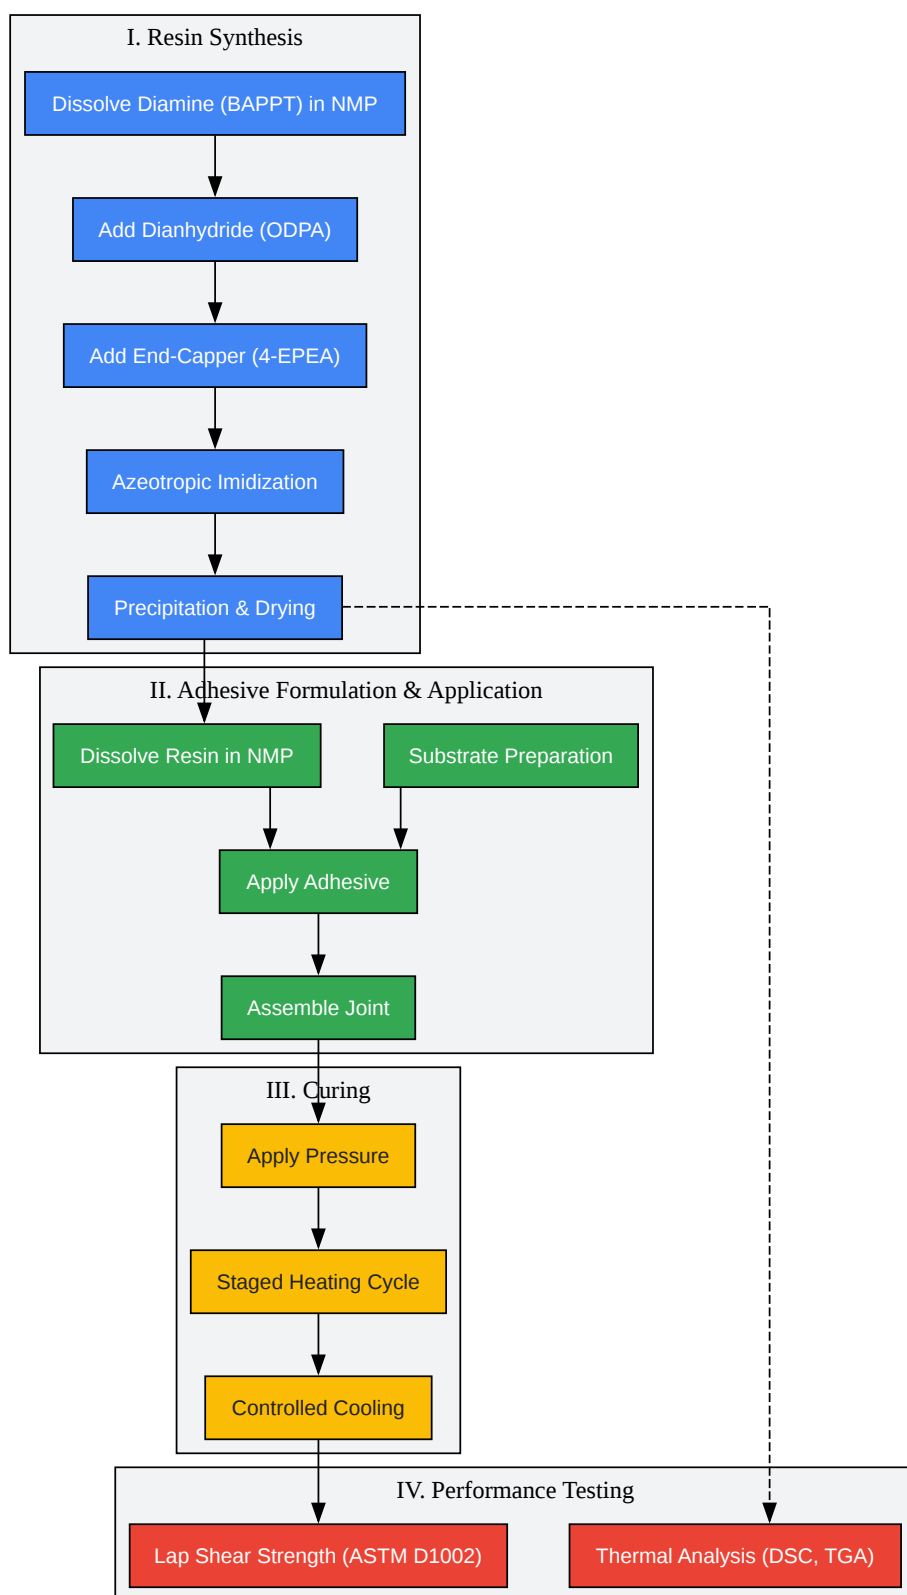 I. Resin Synthesis
Dissolve Diamine (BAPPT) in NMP
Add Dianhydride (ODPA)
Add End-Capper (4-EPEA)
Azeotropic Imidization
Precipitation & Drying
II. Adhesive Formulation & Application
Dissolve Resin in NMP
Substrate Preparation
Apply Adhesive
Assemble Joint
III. Curing
Apply Pressure
Staged Heating Cycle
Controlled Cooling
IV. Performance Testing
Lap Shear Strength (ASTM D1002)
Thermal Analysis (DSC, TGA)